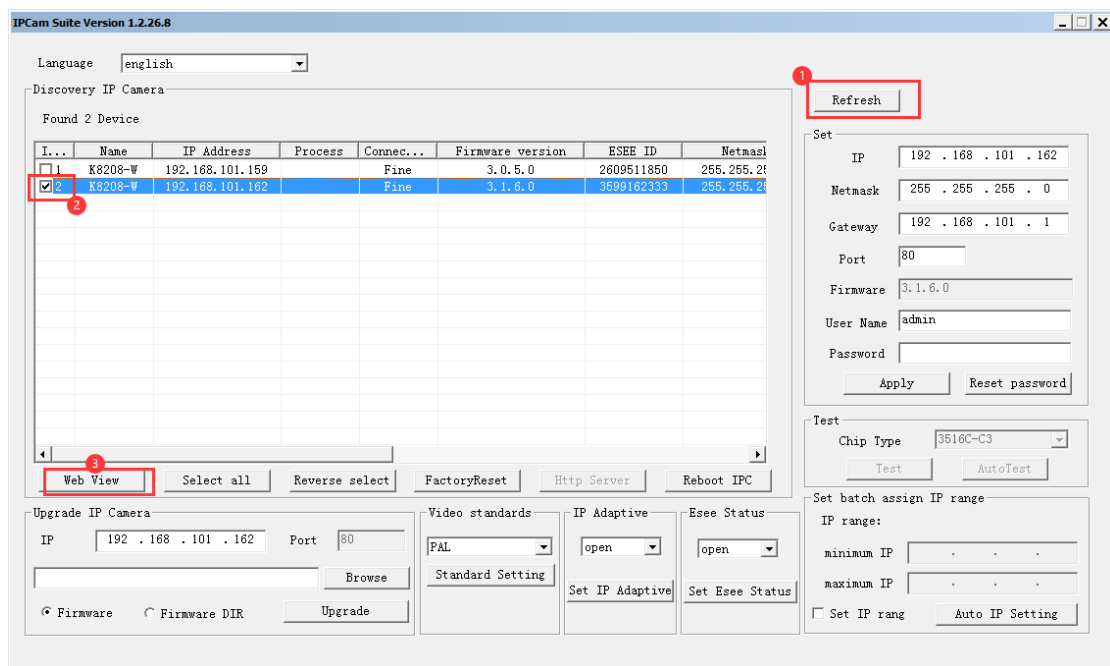 IPCam Suite Version 1.2.26.8
Language english
Discovery IP Camera
1
Refresh
Found 2 Device
I... Name IP Address Process Connec... Firmware version ESEE ID Netmask
1 K8208-W 192.168.101.159 Fine 3.0.5.0 2609511850 255.255.25
2 K8208-W 192.168.101.162 Fine 3.1.6.0 3599162333 255.255.25
2
Set
IP 192 . 168 . 101 . 162
Netmask 255 . 255 . 255 . 0
Gateway 192 . 168 . 101 . 1
Port 80
Firmware 3.1.6.0
User Name admin
Password
Apply Reset password
Test
Chip Type 3516C-C3
Test AutoTest
3
Web View Select all Reverse select FactoryReset Http Server Reboot IPC
Upgrade IP Camera
IP 192 . 168 . 101 . 162 Port 80
Browse
Firmware Firmware DIR Upgrade
Video standards
PAL
Standard Setting
IP Adaptive
open
Set IP Adaptive
Esee Status
open
Set Esee Status
Set batch assign IP range
IP range:
minimum IP . . .
maximum IP . . .
Set IP rang Auto IP Setting